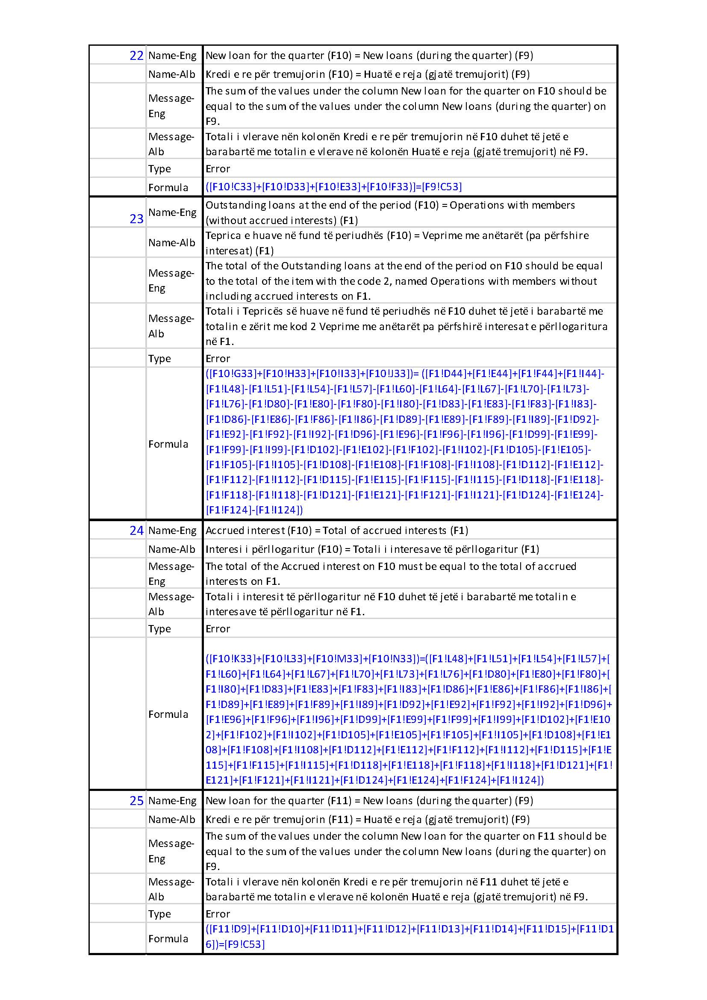 22 Name-Eng New loan for the quarter (F10) = New loans (during the quarter) (F9)
Name-Alb Kredi e re për tremujorin (F10) = Huatë e reja (gjatë tremujorit) (F9)
Message-Eng The sum of the values under the column New loan for the quarter on F10 should be
equal to the sum of the values under the column New loans (during the quarter) on
F9.
Message-Alb Totali i vlerave nën kolonën Kredi e re për tremujorin në F10 duhet të jetë e
barabartë me totalin e vlerave në kolonën Huatë e reja (gjatë tremujorit) në F9.
Type Error
Formula ([F10!C33]+[F10!D33]+[F10!E33]+[F10!F33)]=[F9!C53]
23 Name-Eng Outstanding loans at the end of the period (F10) = Operations with members
(without accrued interests) (F1)
Name-Alb Teprica e huave në fund të periudhës (F10) = Veprime me anëtarët (pa përfshire
interesat) (F1)
Message-Eng The total of the Outstanding loans at the end of the period on F10 should be equal
to the total of the item with the code 2, named Operations with members without
including accrued interests on F1.
Message-Alb Totali i Tepricës së huave në fund të periudhës në F10 duhet të jetë i barabartë me
totalin e zërit me kod 2 Veprime me anëtarët pa përfshirë interesat e përllogaritura
në F1.
Type Error
Formula ([F10!G33]+[F10!H33]+[F10!I33]+[F10!J33])= ([F1!D44]+[F1!E44]+[F1!F44]+[F1!I44]-
[F1!L48]-[F1!L51]-[F1!L54]-[F1!L57]-[F1!L60]-[F1!L64]-[F1!L67]-[F1!L70]-[F1!L73]-
[F1!L76]-[F1!D80]-[F1!E80]-[F1!F80]-[F1!I80]-[F1!D83]-[F1!E83]-[F1!F83]-[F1!I83]-
[F1!D86]-[F1!E86]-[F1!F86]-[F1!I86]-[F1!D89]-[F1!E89]-[F1!F89]-[F1!I89]-[F1!D92]-
[F1!E92]-[F1!F92]-[F1!I92]-[F1!D96]-[F1!E96]-[F1!F96]-[F1!I96]-[F1!D99]-[F1!E99]-
[F1!F99]-[F1!I99]-[F1!D102]-[F1!E102]-[F1!F102]-[F1!I102]-[F1!D105]-[F1!E105]-
[F1!F105]-[F1!I105]-[F1!D108]-[F1!E108]-[F1!F108]-[F1!I108]-[F1!D112]-[F1!E112]-
[F1!F112]-[F1!I112]-[F1!D115]-[F1!E115]-[F1!F115]-[F1!I115]-[F1!D118]-[F1!E118]-
[F1!F118]-[F1!I118]-[F1!D121]-[F1!E121]-[F1!F121]-[F1!I121]-[F1!D124]-[F1!E124]-
[F1!F124]-[F1!I124])
24 Name-Eng Accrued interest (F10) = Total of accrued interests (F1)
Name-Alb Interesi i përllogaritur (F10) = Totali i interesave të përllogaritur (F1)
Message-Eng The total of the Accrued interest on F10 must be equal to the total of accrued
interests on F1.
Message-Alb Totali i interesit të përllogaritur në F10 duhet të jetë i barabartë me totalin e
interesave të përllogaritur në F1.
Type Error
Formula ([F10!K33]+[F10!L33]+[F10!M33]+[F10!N33])=([F1!L48]+[F1!L51]+[F1!L54]+[F1!L57]+[
F1!L60]+[F1!L64]+[F1!L67]+[F1!L70]+[F1!L73]+[F1!L76]+[F1!D80]+[F1!E80]+[F1!F80]+[
F1!I80]+[F1!D83]+[F1!E83]+[F1!F83]+[F1!I83]+[F1!D86]+[F1!E86]+[F1!F86]+[F1!I86]+[
F1!D89]+[F1!E89]+[F1!F89]+[F1!I89]+[F1!D92]+[F1!E92]+[F1!F92]+[F1!I92]+[F1!D96]+
[F1!E96]+[F1!F96]+[F1!I96]+[F1!D99]+[F1!E99]+[F1!F99]+[F1!I99]+[F1!D102]+[F1!E10
2]+[F1!F102]+[F1!I102]+[F1!D105]+[F1!E105]+[F1!F105]+[F1!I105]+[F1!D108]+[F1!E1
08]+[F1!F108]+[F1!I108]+[F1!D112]+[F1!E112]+[F1!F112]+[F1!I112]+[F1!D115]+[F1!E
115]+[F1!F115]+[F1!I115]+[F1!D118]+[F1!E118]+[F1!F118]+[F1!I118]+[F1!D121]+[F1!
E121]+[F1!F121]+[F1!I121]+[F1!D124]+[F1!E124]+[F1!F124]+[F1!I124])
25 Name-Eng New loan for the quarter (F11) = New loans (during the quarter) (F9)
Name-Alb Kredi e re për tremujorin (F11) = Huatë e reja (gjatë tremujorit) (F9)
Message-Eng The sum of the values under the column New loan for the quarter on F11 should be
equal to the sum of the values under the column New loans (during the quarter) on
F9.
Message-Alb Totali i vlerave nën kolonën Kredi e re për tremujorin në F11 duhet të jetë e
barabartë me totalin e vlerave në kolonën Huatë e reja (gjatë tremujorit) në F9.
Type Error
Formula ([F11!D9]+[F11!D10]+[F11!D11]+[F11!D12]+[F11!D13]+[F11!D14]+[F11!D15]+[F11!D1
6])=[F9!C53]